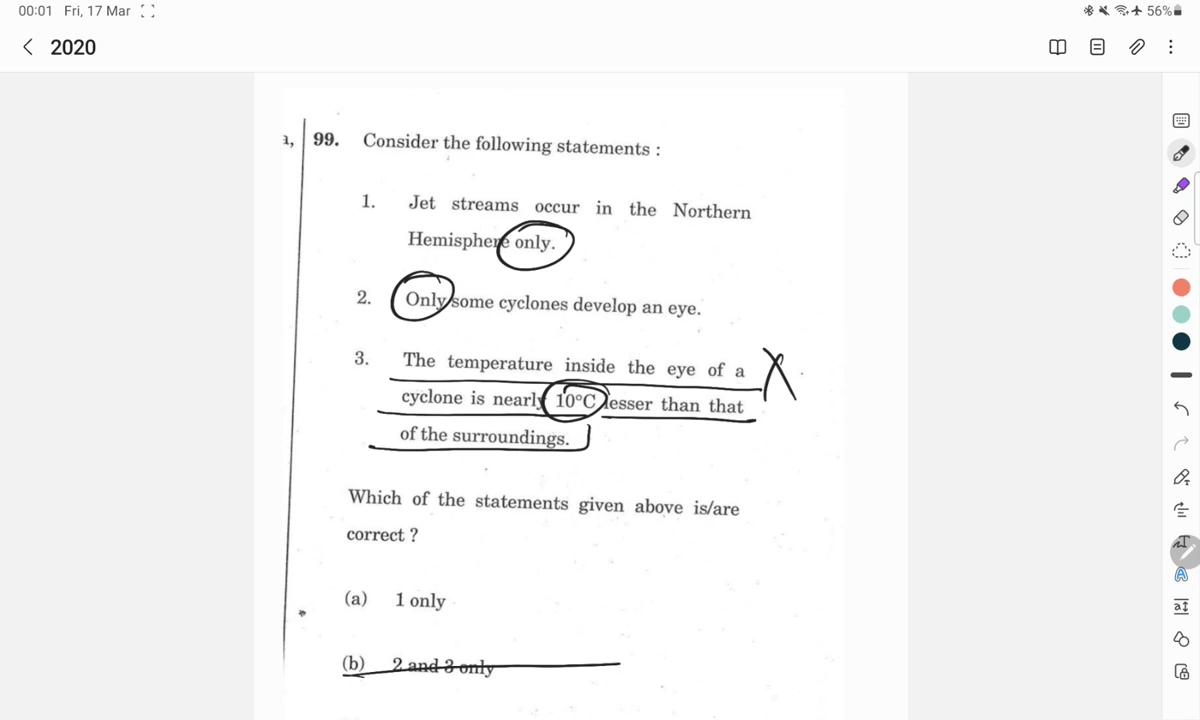 00:01 Fri, 17 Mar
56%
2020
99. Consider the following statements :
1. Jet streams occur in the Northern
Hemisphere only.
2. Only some cyclones develop an eye.
3. The temperature inside the eye of a
cyclone is nearly 10°C lesser than that
of the surroundings.
Which of the statements given above is/are
correct ?
(a) 1 only
(b) 2 and 3 only